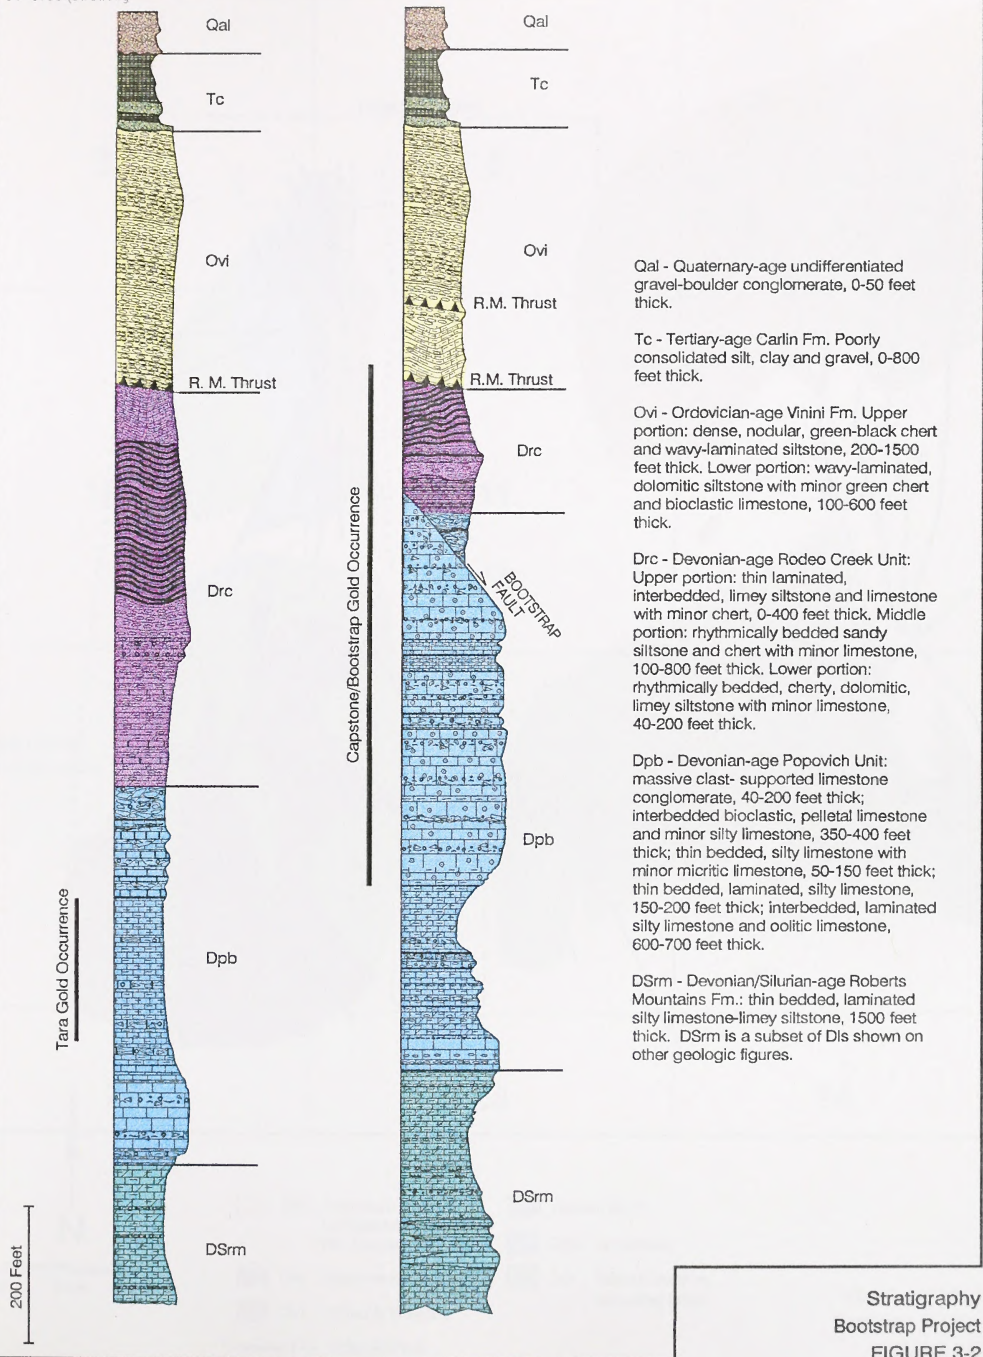 Qal
Tc
Ovi
R. M. Thrust
Drc
Dpb
DSrm
Tara Gold Occurrence
200 Feet
Qal
Tc
Ovi
R.M. Thrust
R.M. Thrust
Drc
BOOTSTRAP
FAULT
Dpb
DSrm
Capstone/Bootstrap Gold Occurrence
Qal - Quaternary-age undifferentiated
gravel-boulder conglomerate, 0-50 feet
thick.
Tc - Tertiary-age Carlin Fm. Poorly
consolidated silt, clay and gravel, 0-800
feet thick.
Ovi - Ordovician-age Vinini Fm. Upper
portion: dense, nodular, green-black chert
and wavy-laminated siltstone, 200-1500
feet thick. Lower portion: wavy-laminated,
dolomitic siltstone with minor green chert
and bioclastic limestone, 100-600 feet
thick.
Drc - Devonian-age Rodeo Creek Unit:
Upper portion: thin laminated,
interbedded, limey siltstone and limestone
with minor chert, 0-400 feet thick. Middle
portion: rhythmically bedded sandy
siltsone and chert with minor limestone,
100-800 feet thick. Lower portion:
rhythmically bedded, cherty, dolomitic,
limey siltstone with minor limestone,
40-200 feet thick.
Dpb - Devonian-age Popovich Unit:
massive clast- supported limestone
conglomerate, 40-200 feet thick;
interbedded bioclastic, pelletal limestone
and minor silty limestone, 350-400 feet
thick; thin bedded, silty limestone with
minor micritic limestone, 50-150 feet thick;
thin bedded, laminated, silty limestone,
150-200 feet thick; interbedded, laminated
silty limestone and oolitic limestone,
600-700 feet thick.
DSrm - Devonian/Silurian-age Roberts
Mountains Fm.: thin bedded, laminated
silty limestone-limey siltstone, 1500 feet
thick. DSrm is a subset of Dls shown on
other geologic figures.
Stratigraphy
Bootstrap Project
FIGURE 3-2